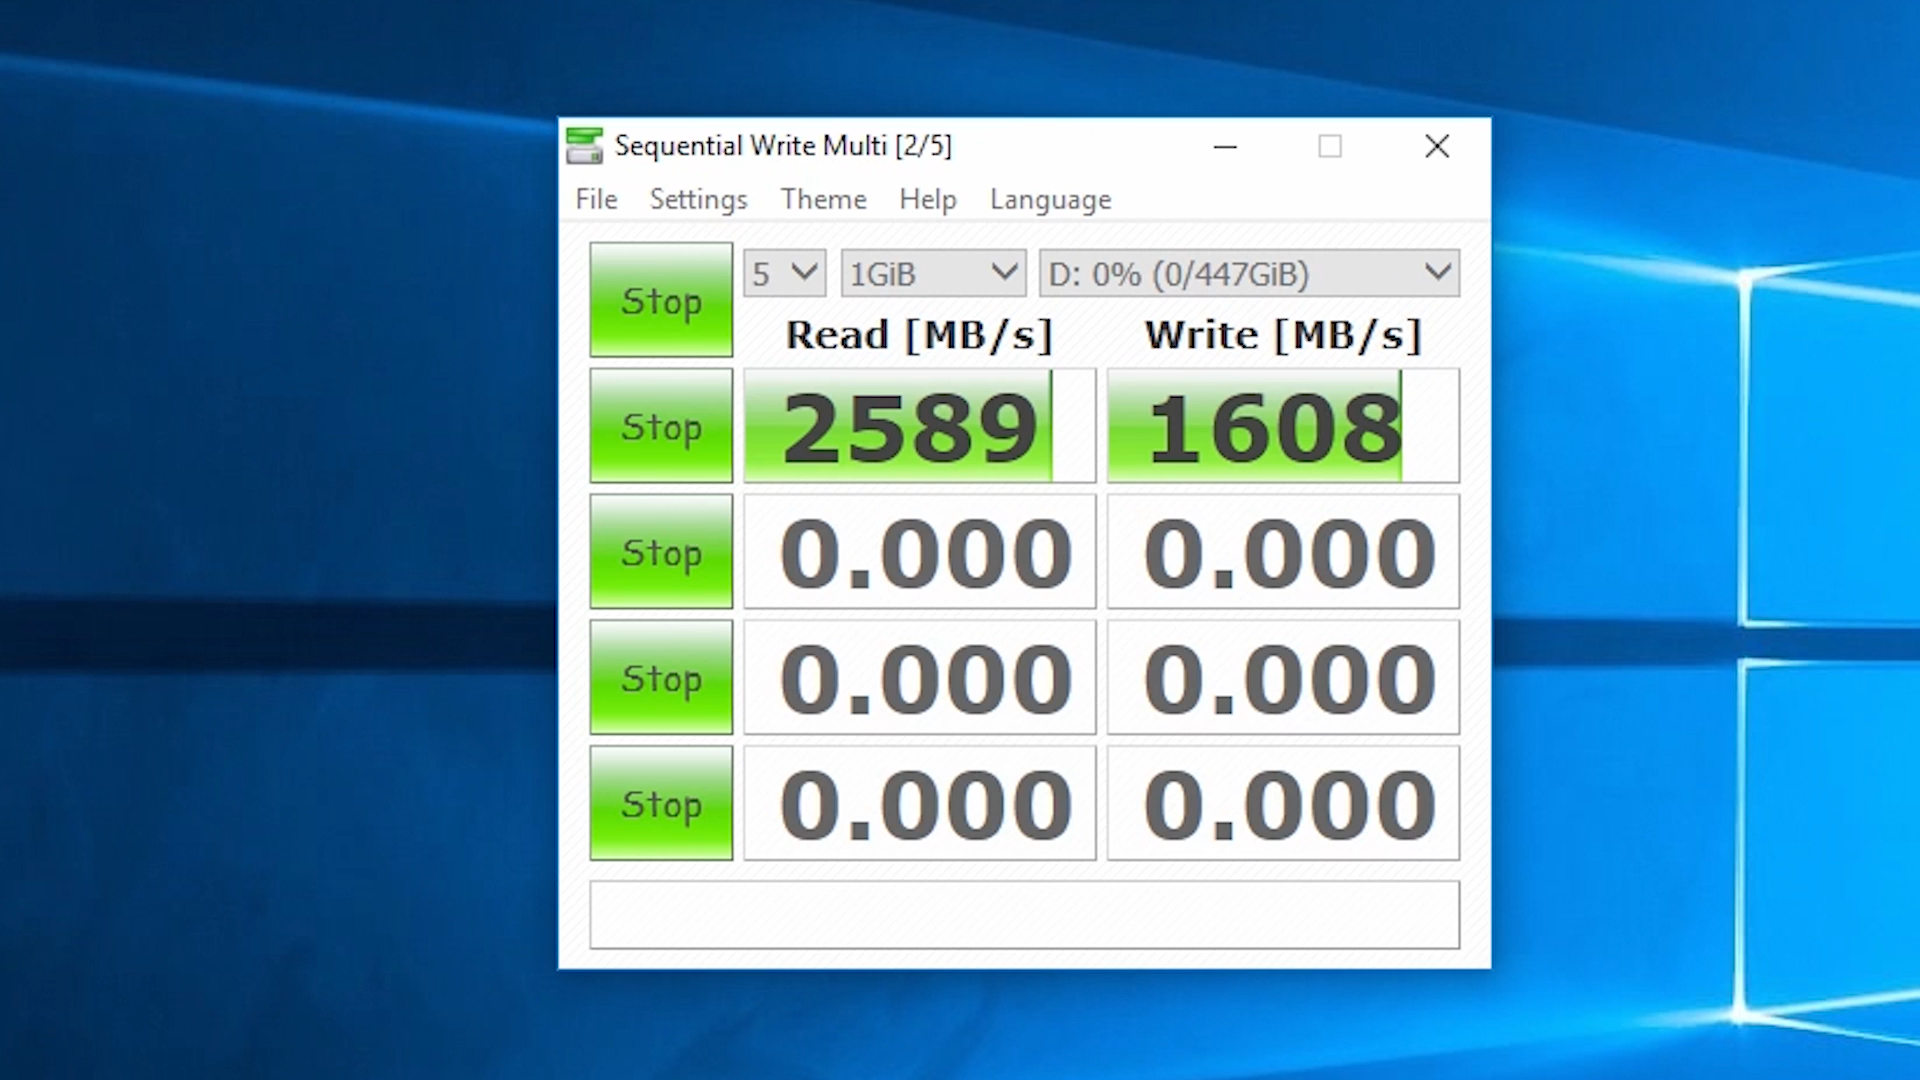 Sequential Write Multi [2/5]
File Settings Theme Help Language
Stop 5 1GiB D: 0% (0/447GiB)
Read [MB/s] Write [MB/s]
Stop 2589 1608
Stop 0.000 0.000
Stop 0.000 0.000
Stop 0.000 0.000